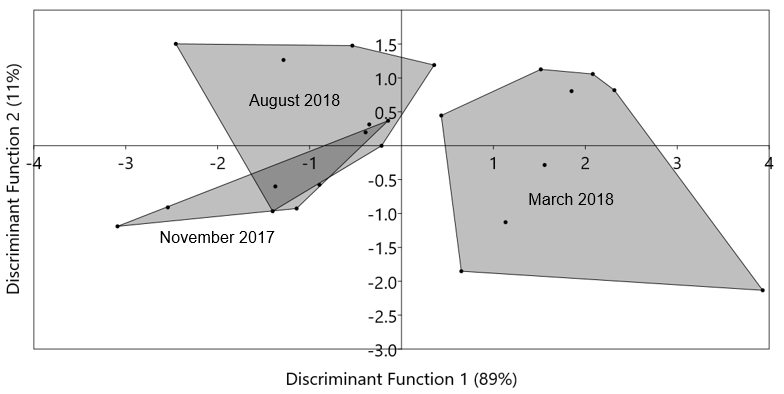 1.5
1.0
August 2018
0.5
-4 -3 -2 -1 1 2 3 4
-0.5
March 2018
-1.0
November 2017
-1.5
-2.0
-2.5
-3.0
Discriminant Function 2 (11%)
Discriminant Function 1 (89%)